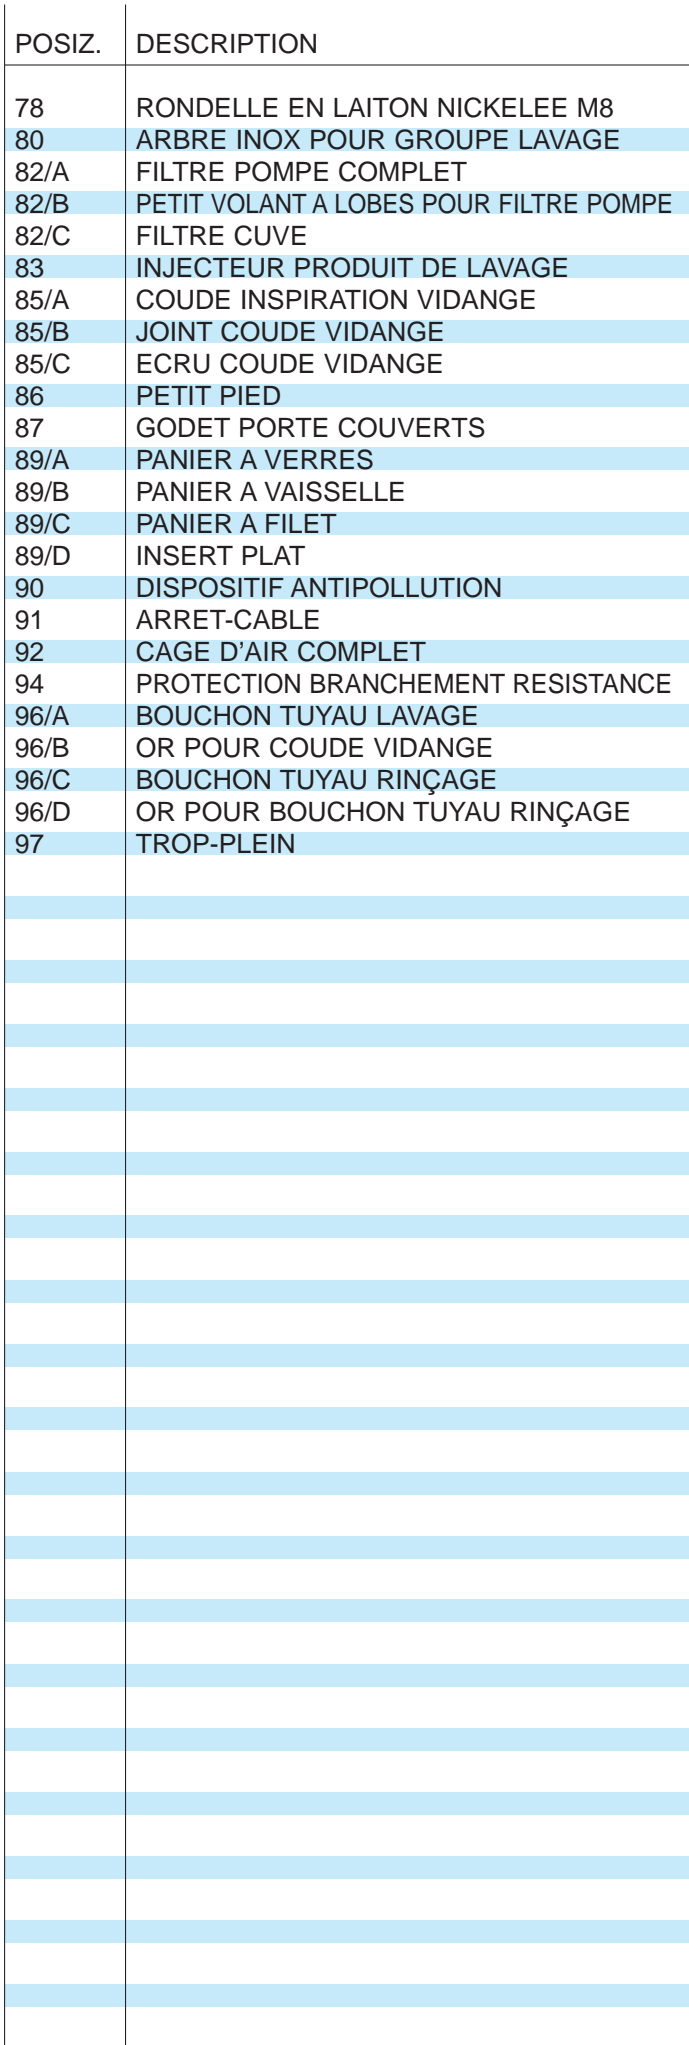 POSIZ. DESCRIPTION
78 RONDELLE EN LAITON NICKELEE M8
80 ARBRE INOX POUR GROUPE LAVAGE
82/A FILTRE POMPE COMPLET
82/B PETIT VOLANT A LOBES POUR FILTRE POMPE
82/C FILTRE CUVE
83 INJECTEUR PRODUIT DE LAVAGE
85/A COUDE INSPIRATION VIDANGE
85/B JOINT COUDE VIDANGE
85/C ECRU COUDE VIDANGE
86 PETIT PIED
87 GODET PORTE COUVERTS
89/A PANIER A VERRES
89/B PANIER A VAISSELLE
89/C PANIER A FILET
89/D INSERT PLAT
90 DISPOSITIF ANTIPOLLUTION
91 ARRET-CABLE
92 CAGE D’AIR COMPLET
94 PROTECTION BRANCHEMENT RESISTANCE
96/A BOUCHON TUYAU LAVAGE
96/B OR POUR COUDE VIDANGE
96/C BOUCHON TUYAU RINÇAGE
96/D OR POUR BOUCHON TUYAU RINÇAGE
97 TROP-PLEIN